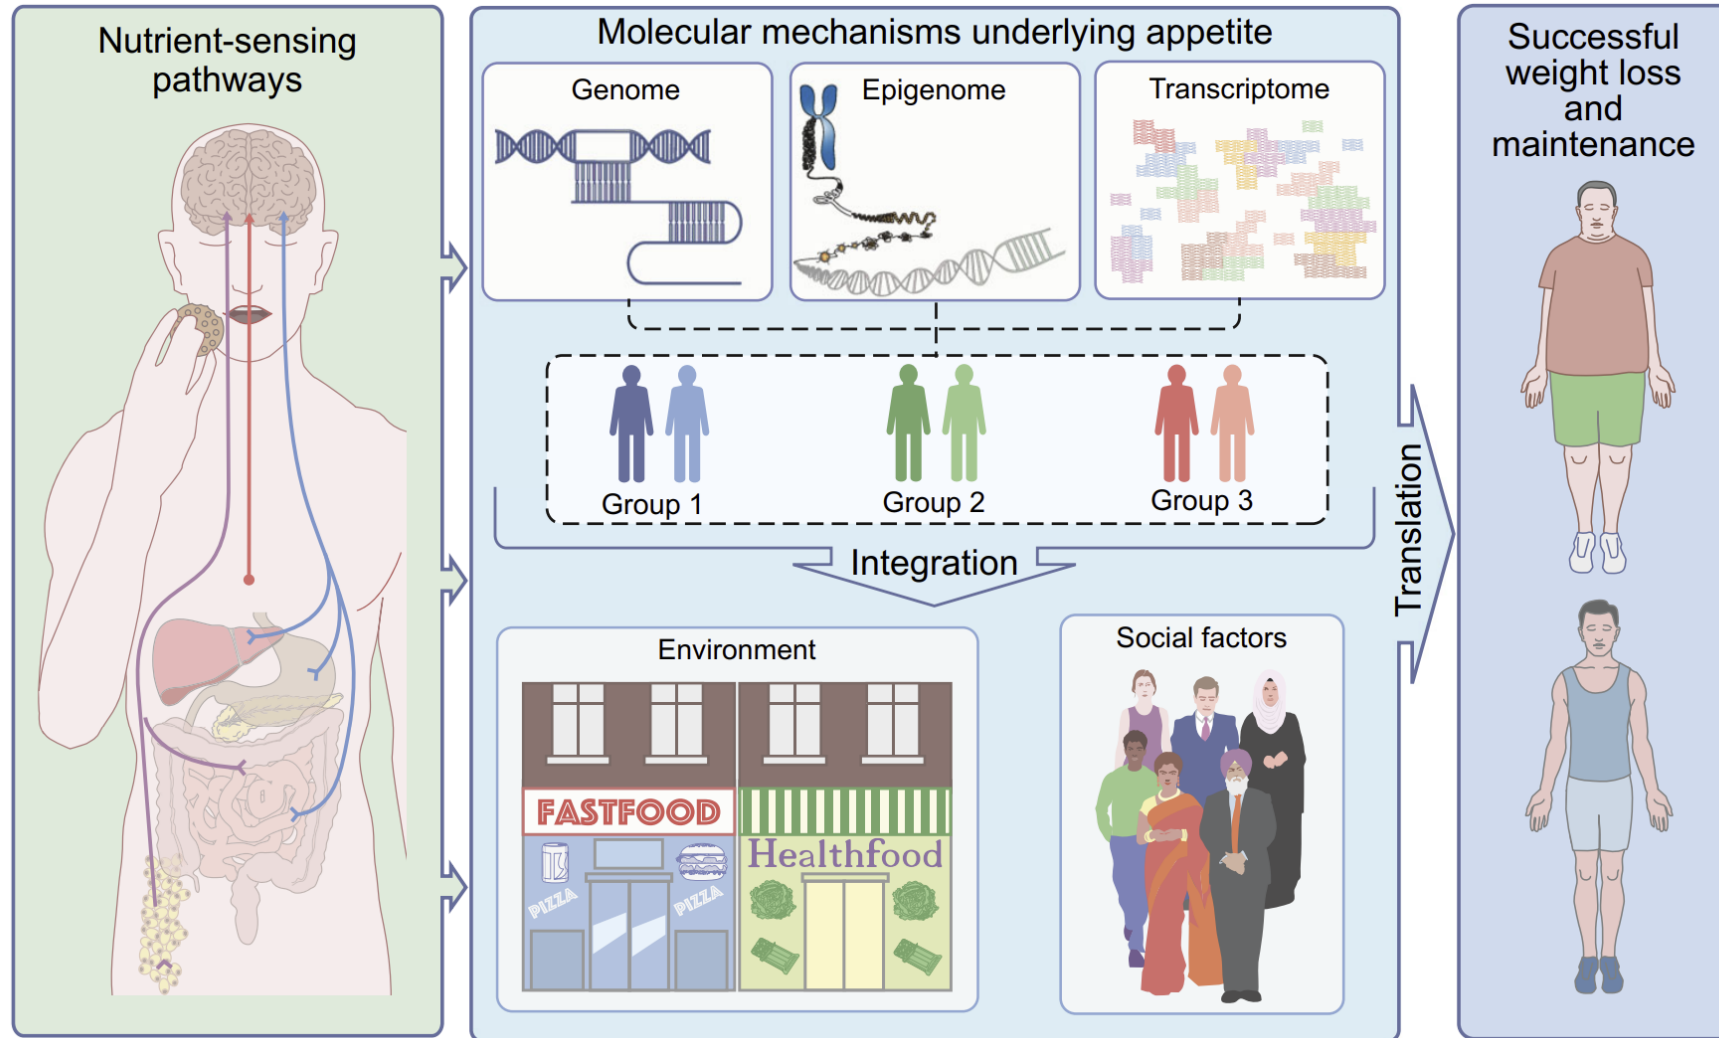 Nutrient-sensing
pathways
Molecular mechanisms underlying appetite
Genome
Epigenome
Transcriptome
Group 1
Group 2
Group 3
Integration
Environment
FASTFOOD
PIZZA
PIZZA
Healthfood
Social factors
Translation
Successful
weight loss
and
maintenance